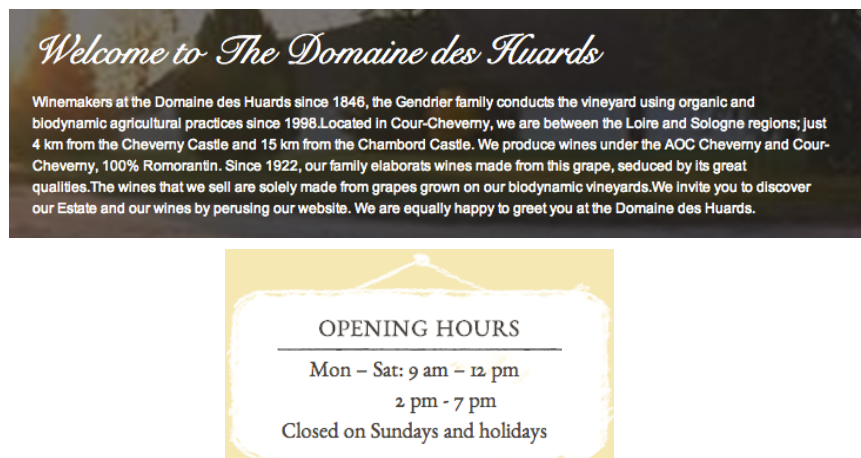 Welcome to The Domaine des Huards
Winemakers at the Domaine des Huards since 1846, the Gendrier family conducts the vineyard using organic and
biodynamic agricultural practices since 1998.Located in Cour-Cheverny, we are between the Loire and Sologne regions; just
4 km from the Cheverny Castle and 15 km from the Chambord Castle. We produce wines under the AOC Cheverny and Cour-
Cheverny, 100% Romorantin. Since 1922, our family elaborats wines made from this grape, seduced by its great
qualities.The wines that we sell are solely made from grapes grown on our biodynamic vineyards.We invite you to discover
our Estate and our wines by perusing our website. We are equally happy to greet you at the Domaine des Huards.
OPENING HOURS
Mon – Sat: 9 am – 12 pm
2 pm - 7 pm
Closed on Sundays and holidays